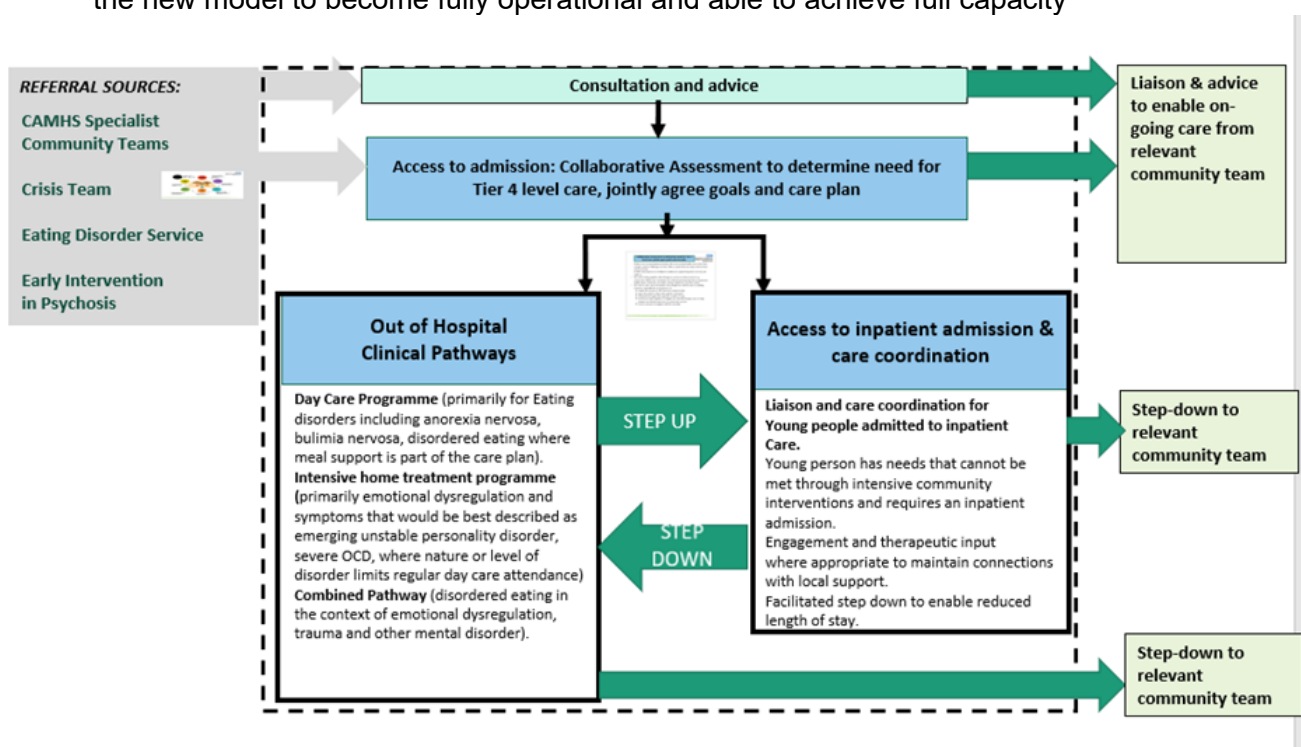 the new model to become fully operational and able to achieve full capacity
REFERRAL SOURCES:
CAMHS Specialist
Community Teams
Crisis Team
Eating Disorder Service
Early Intervention
in Psychosis
Consultation and advice
Access to admission: Collaborative Assessment to determine need for
Tier 4 level care, jointly agree goals and care plan
Liaison & advice
to enable on-
going care from
relevant
community team
Out of Hospital
Clinical Pathways
Day Care Programme (primarily for Eating
disorders including anorexia nervosa,
bulimia nervosa, disordered eating where
meal support is part of the care plan).
Intensive home treatment programme
(primarily emotional dysregulation and
symptoms that would be best described as
emerging unstable personality disorder,
severe OCD, where nature or level of
disorder limits regular day care attendance)
Combined Pathway (disordered eating in
the context of emotional dysregulation,
trauma and other mental disorder).
STEP UP
STEP
DOWN
Access to inpatient admission &
care coordination
Liaison and care coordination for
Young people admitted to inpatient
Care.
Young person has needs that cannot be
met through intensive community
interventions and requires an inpatient
admission.
Engagement and therapeutic input
where appropriate to maintain connections
with local support.
Facilitated step down to enable reduced
length of stay.
Step-down to
relevant
community team
Step-down to
relevant
community team